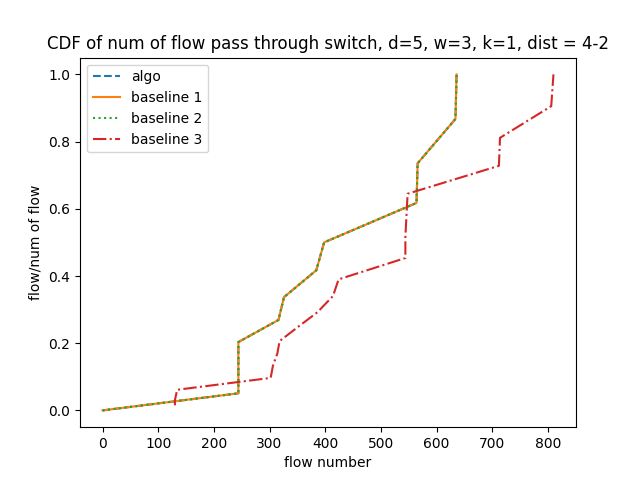 CDF of num of flow pass through switch, d=5, w=3, k=1, dist = 4-2
algo
baseline 1
baseline 2
baseline 3
flow/num of flow
1.0
0.8
0.6
0.4
0.2
0.0
0 100 200 300 400 500 600 700 800
flow number